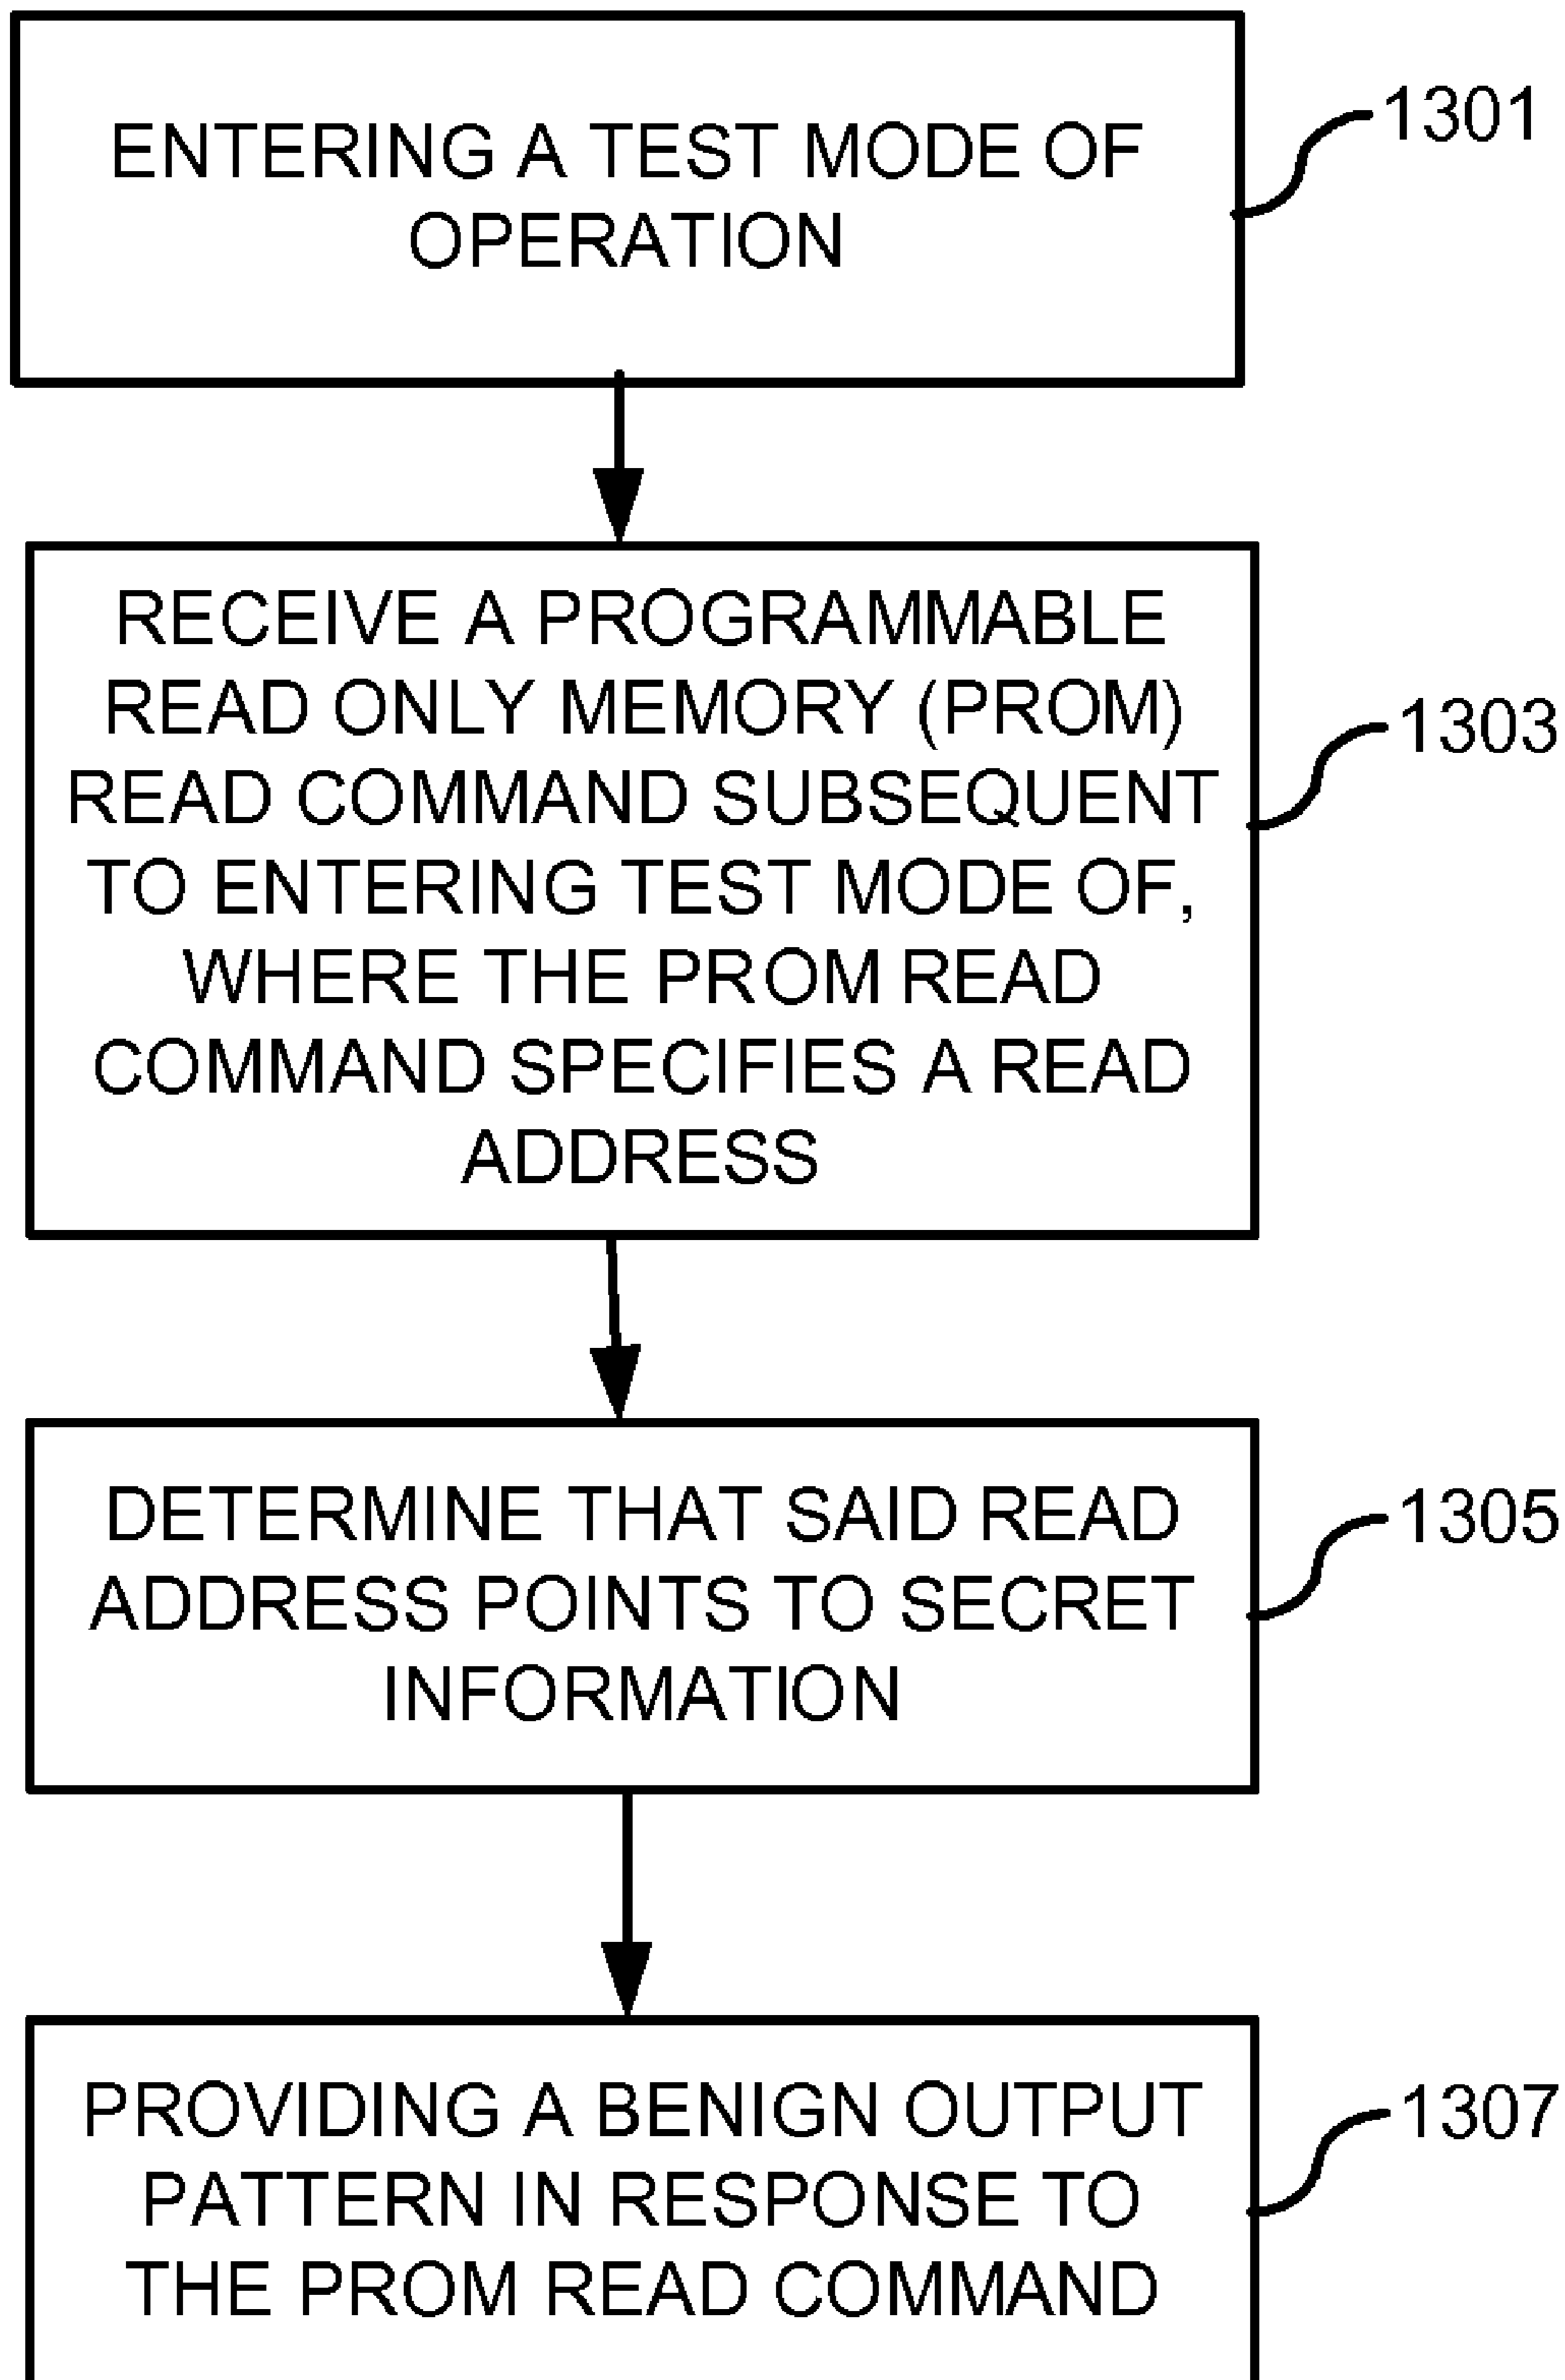 ENTERING A TEST MODE OF
OPERATION
1301
RECEIVE A PROGRAMMABLE
READ ONLY MEMORY (PROM)
READ COMMAND SUBSEQUENT
TO ENTERING TEST MODE OF,
WHERE THE PROM READ
COMMAND SPECIFIES A READ
ADDRESS
1303
DETERMINE THAT SAID READ
ADDRESS POINTS TO SECRET
INFORMATION
1305
PROVIDING A BENIGN OUTPUT
PATTERN IN RESPONSE TO
THE PROM READ COMMAND
1307